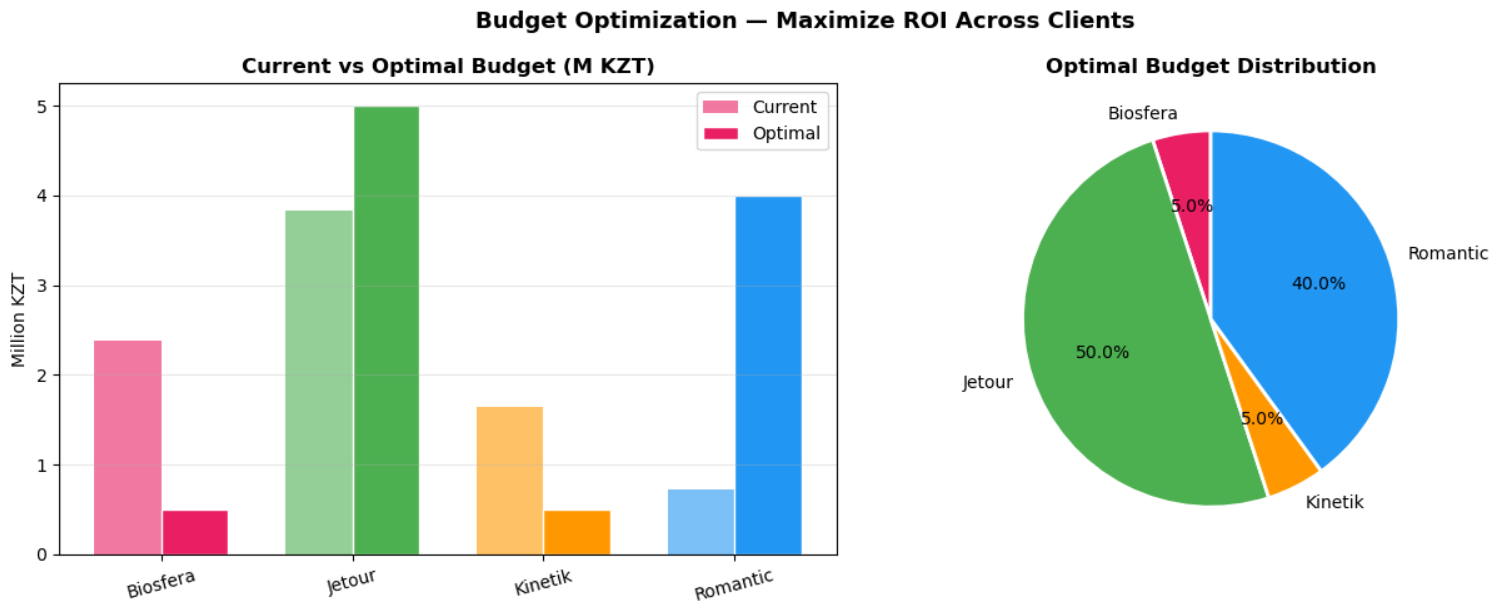 Budget Optimization — Maximize ROI Across Clients
Current vs Optimal Budget (M KZT)
Million KZT
5
4
3
2
1
0
Current
Optimal
Biosfera
Jetour
Kinetik
Romantic
Optimal Budget Distribution
Biosfera
5.0%
Romantic
40.0%
50.0%
Jetour
5.0%
Kinetik